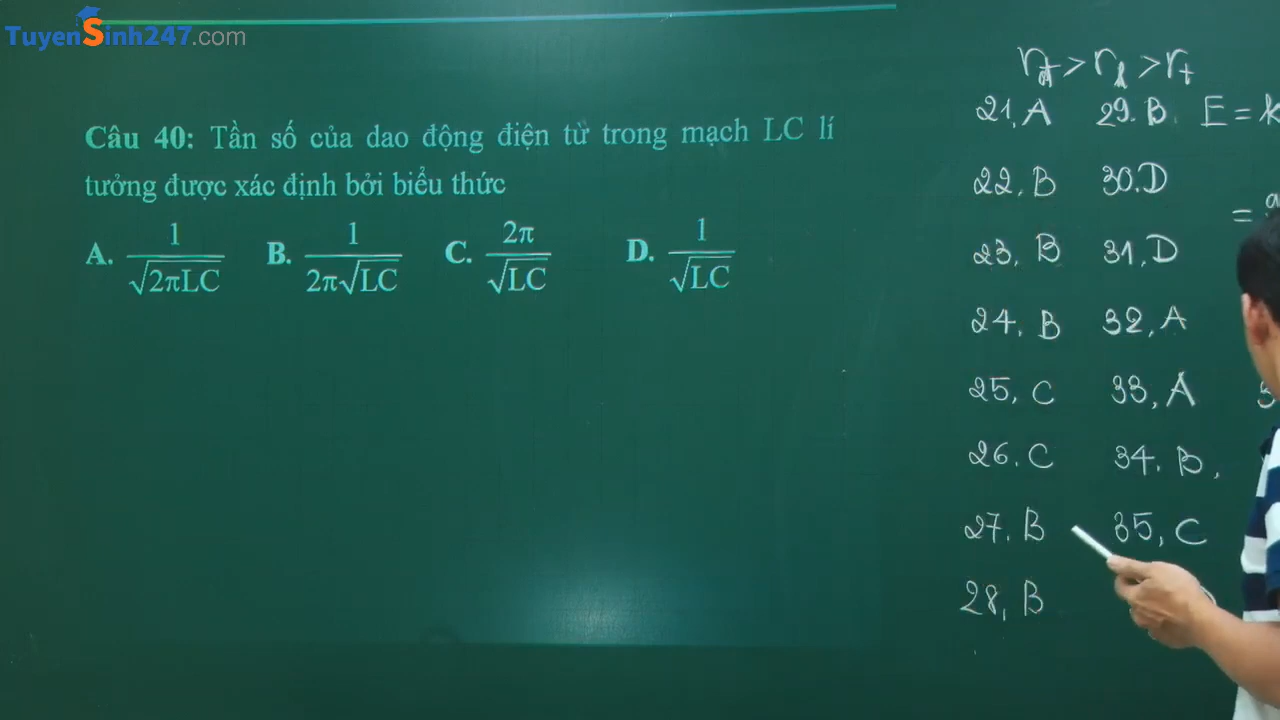 TuyenSinh247.com
Câu 40: Tần số của dao động điện từ trong mạch LC lí
tưởng được xác định bởi biểu thức
A. 1/√(2πLC) B. 1/(2π√(LC)) C. 2π/√(LC) D. 1/√(LC)
r_đ > r_l > r_t
21, A 29. B. E = k
22, B 30. D
= a
23, B 31, D
24, B 32, A
25, C 33, A
26. C 34. B,
27. B 35, C
28, B